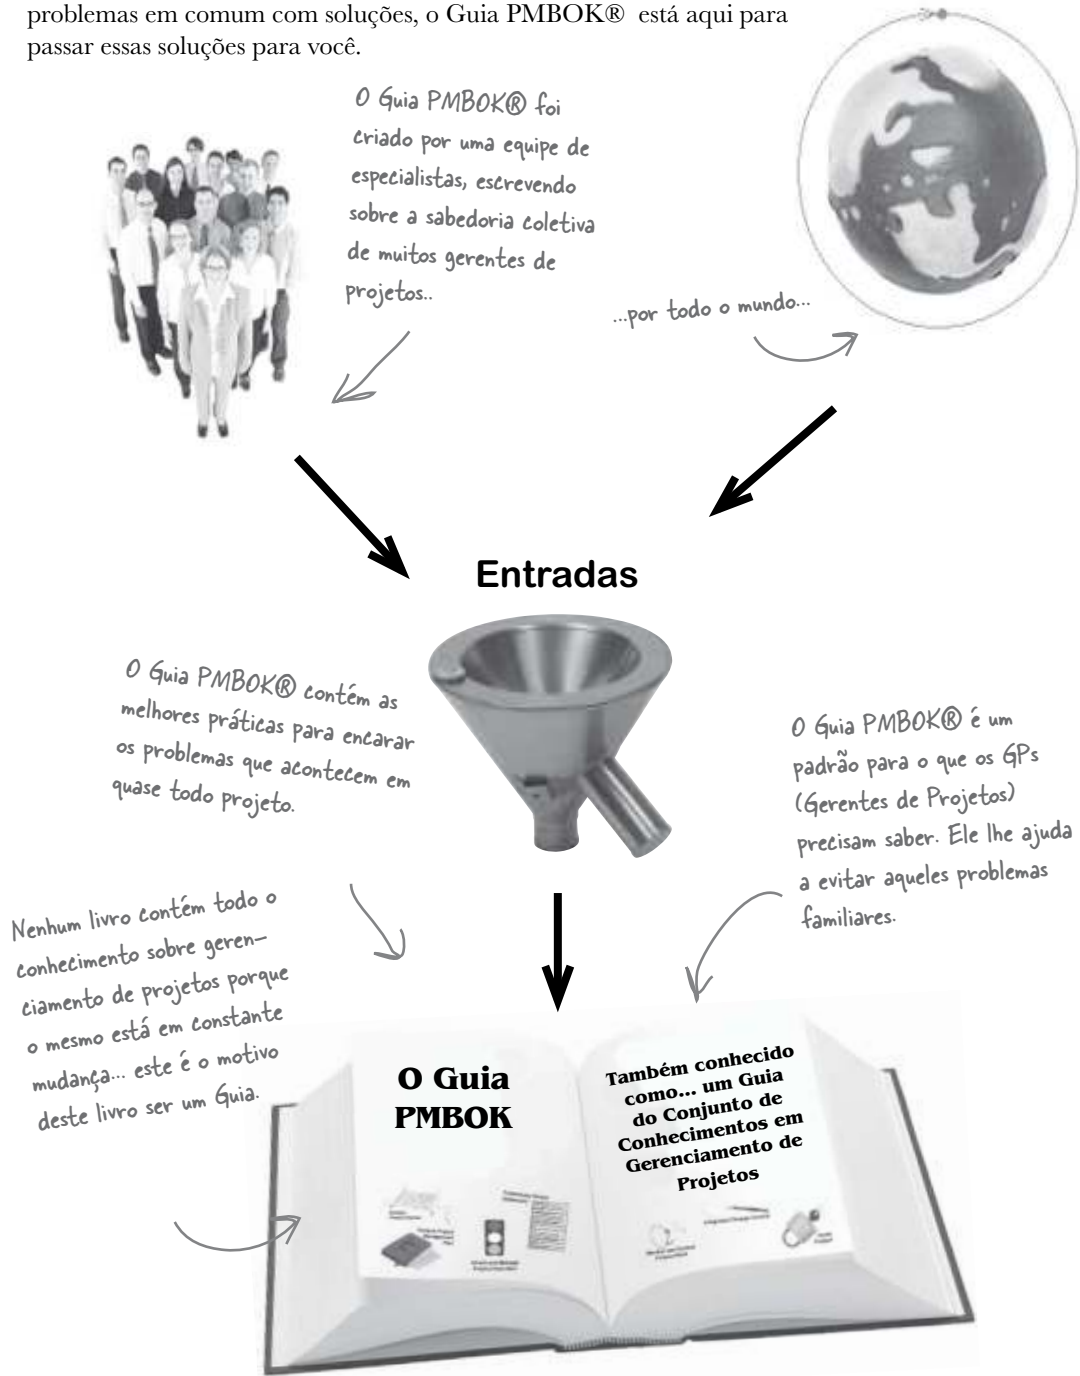 problemas em comum com soluções, o Guia PMBOK® está aqui para
passar essas soluções para você.
O Guia PMBOK® foi
criado por uma equipe de
especialistas, escrevendo
sobre a sabedoria coletiva
de muitos gerentes de
projetos..
...por todo o mundo...
Entradas
O Guia PMBOK® contém as
melhores práticas para encarar
os problemas que acontecem em
quase todo projeto.
O Guia PMBOK® é um
padrão para o que os GPs
(Gerentes de Projetos)
precisam saber. Ele lhe ajuda
a evitar aqueles problemas
familiares.
Nenhum livro contém todo o
conhecimento sobre geren-
ciamento de projetos porque
o mesmo está em constante
mudança... este é o motivo
deste livro ser um Guia.
O Guia
PMBOK
Também conhecido
como... um Guia
do Conjunto de
Conhecimentos em
Gerenciamento de
Projetos